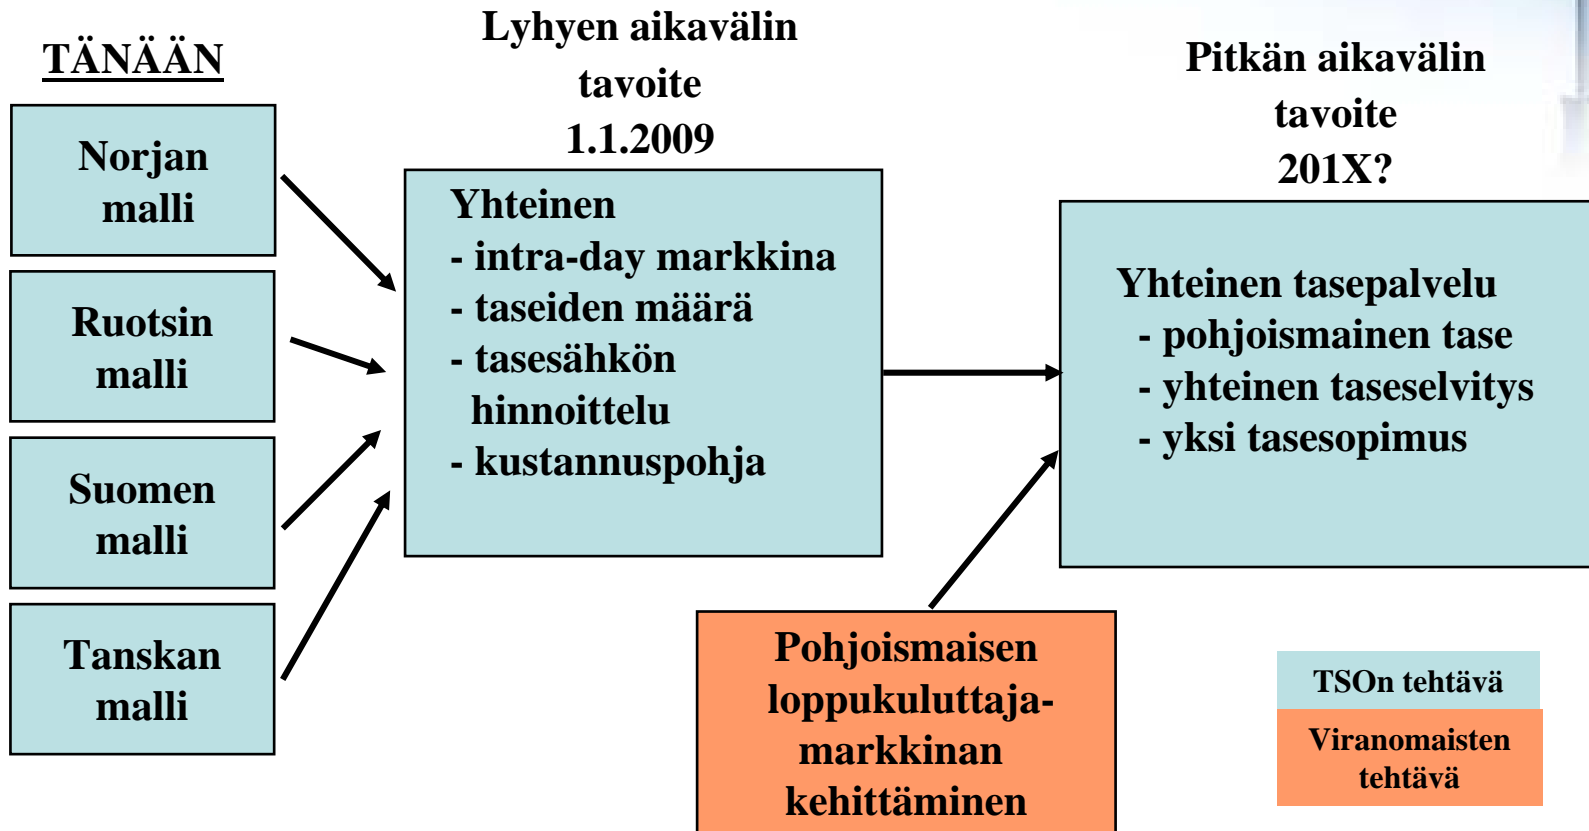 TÄNÄÄN
Norjan
malli
Ruotsin
malli
Suomen
malli
Tanskan
malli
Lyhyen aikavälin
tavoite
1.1.2009
Yhteinen
- intra-day markkina
- taseiden määrä
- tasesähkön
hinnoittelu
- kustannuspohja
Pitkän aikavälin
tavoite
201X?
Yhteinen tasepalvelu
- pohjoismainen tase
- yhteinen taseselvitys
- yksi tasesopimus
Pohjoismaisen
loppukuluttaja-
markkinan
kehittäminen
TSOn tehtävä
Viranomaisten
tehtävä